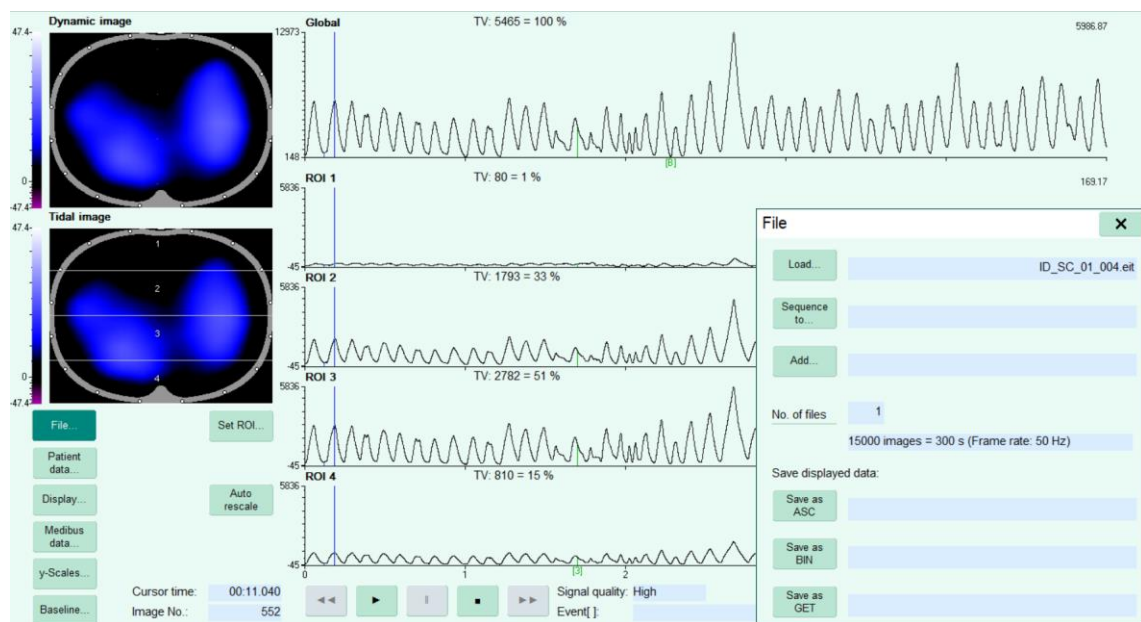 Dynamic image
47.4
0
-47.4
Tidal image
47.4
0
-47.4
1
2
3
4
Global
TV: 5465 = 100 %
5986.87
12973
148
[B]
ROI 1
TV: 80 = 1 %
169.17
5836
-45
ROI 2
TV: 1793 = 33 %
5836
-45
ROI 3
TV: 2782 = 51 %
5836
-45
ROI 4
TV: 810 = 15 %
5836
-45
[3]
0
1
2
File...
Set ROI...
Patient
data...
Display...
Auto
rescale
Medibus
data...
y-Scales...
Baseline...
Cursor time:
00:11.040
Image No.:
552
Signal quality: High
Event[ ]:
File
Load...
ID_SC_01_004.eit
Sequence
to...
Add...
No. of files
1
15000 images = 300 s (Frame rate: 50 Hz)
Save displayed data:
Save as
ASC
Save as
BIN
Save as
GET